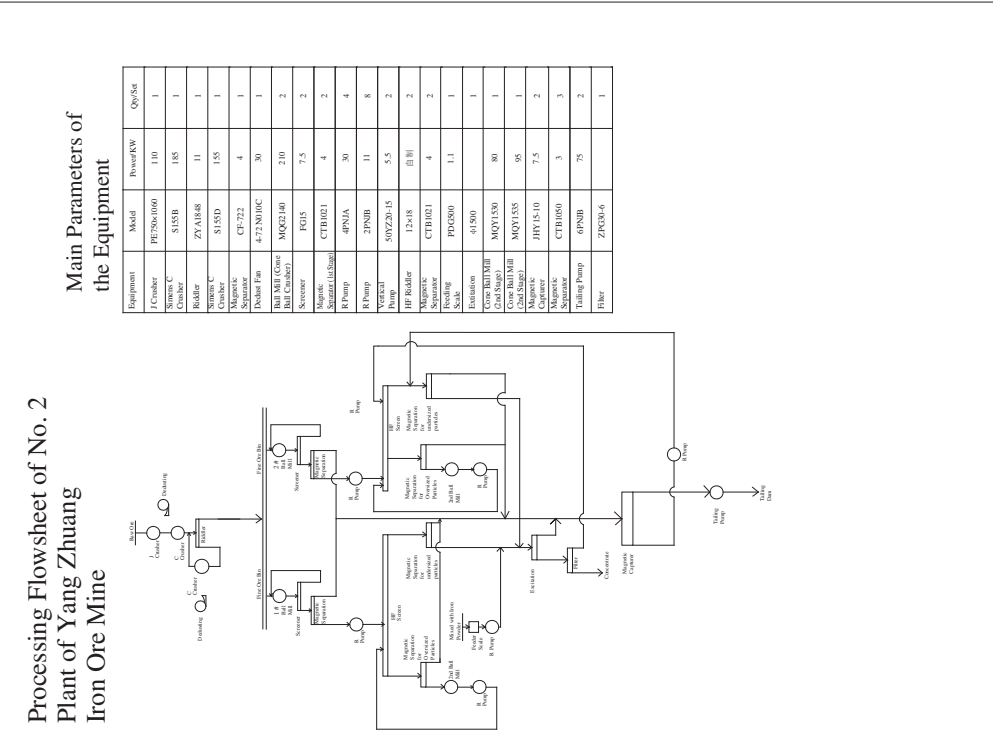 Processing Flowsheet of No. 2
Plant of Yang Zhuang
Iron Ore Mine
Main Parameters of
the Equipment
Equipment Model Power/KW Qty/Set
J Crusher PE750×1060 110 1
Simens C
Crusher S155B 185 1
Riddler ZYA1848 11 1
Simens C
Crusher S155D 155 1
Magnetic
Separator CF-722 4 1
Dedust Fan 4-72 N010C 30 1
Ball Mill (Cone
Ball Crusher) MQG2140 210 2
Screener FG15 7.5 2
Magnetic
Separator (1st Stage) CTB1021 4 2
R Pump 4PNJA 30 4
R Pump 2PNJB 11 8
Vertical
Pump 50YZ20-15 5.5 2
HF Riddler 12×18 自制 2
Magnetic
Separator CTB1021 4 2
Feeding
Scale PDG500 1.1 1
Extitation ϕ1500 1
Cone Ball Mill
(2nd Stage) MQY1530 80 1
Cone Ball Mill
(2nd Stage) MQY1535 95 1
Magnetic
Capturer JHY15-10 7.5 2
Magnetic
Separator CTB1050 3 3
Tailing Pump 6PNJB 75 2
Filter ZPG30-6 1
Raw Ore
Dedusting
J
Crusher
C
Crusher
Riddler
C
Crusher
Dedusting
Fine Ore Bin
Fine Ore Bin
1 #
Ball
Mill
2 #
Ball
Mill
Screener
Magnetic
Separation
Screener
Magnetic
Separation
R
Pump
R
Pump
R
Pump
HF
Screen
HF
Screen
Magnetic
Separation
for
Oversized
Particles
Magnetic
Separation
for
undersized
particles
Magnetic
Separation
for
Oversized
Particles
Magnetic
Separation
for
undersized
particles
2nd Ball
Mill
R
Pump
2nd Ball
Mill
R
Pump
Mixed with Iron
Powder
Feeder
Scale
R Pump
Excitation
Filter
Concentrate
Magnetic
Capturer
R Pump
Tailing
Pump
Tailing
Dam